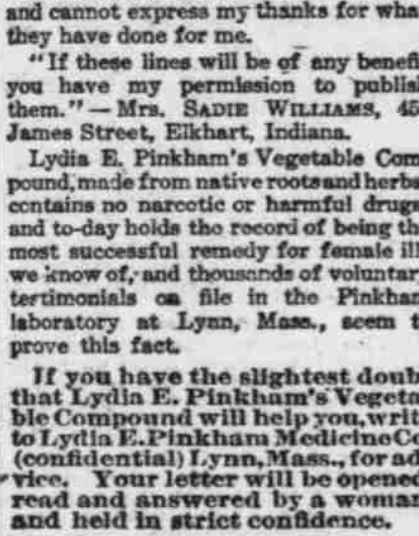 and cannot express my thanks for wha
they have done for me.
"If these lines will be of any benefi
you have my permission to publis
them."—Mrs. SADIE WILLIAMS, 45
James Street, Elkhart, Indiana.
Lydia E. Pinkham's Vegetable Com
pound, made from native roots and herbs
contains no narcotic or harmful drugs
and to-day holds the record of being th
most successful remedy for female ill
we know of, and thousands of voluntar
tertimonials on file in the Pinkham
laboratory at Lynn, Mass., seem t
prove this fact.
If you have the slightest doub
that Lydia E. Pinkham's Vegeta
ble Compound will help you, writ
to Lydia E. Pinkham Medicine Co
(confidential) Lynn, Mass., for ad
vice. Your letter will be opened
read and answered by a woman
and held in strict confidence.